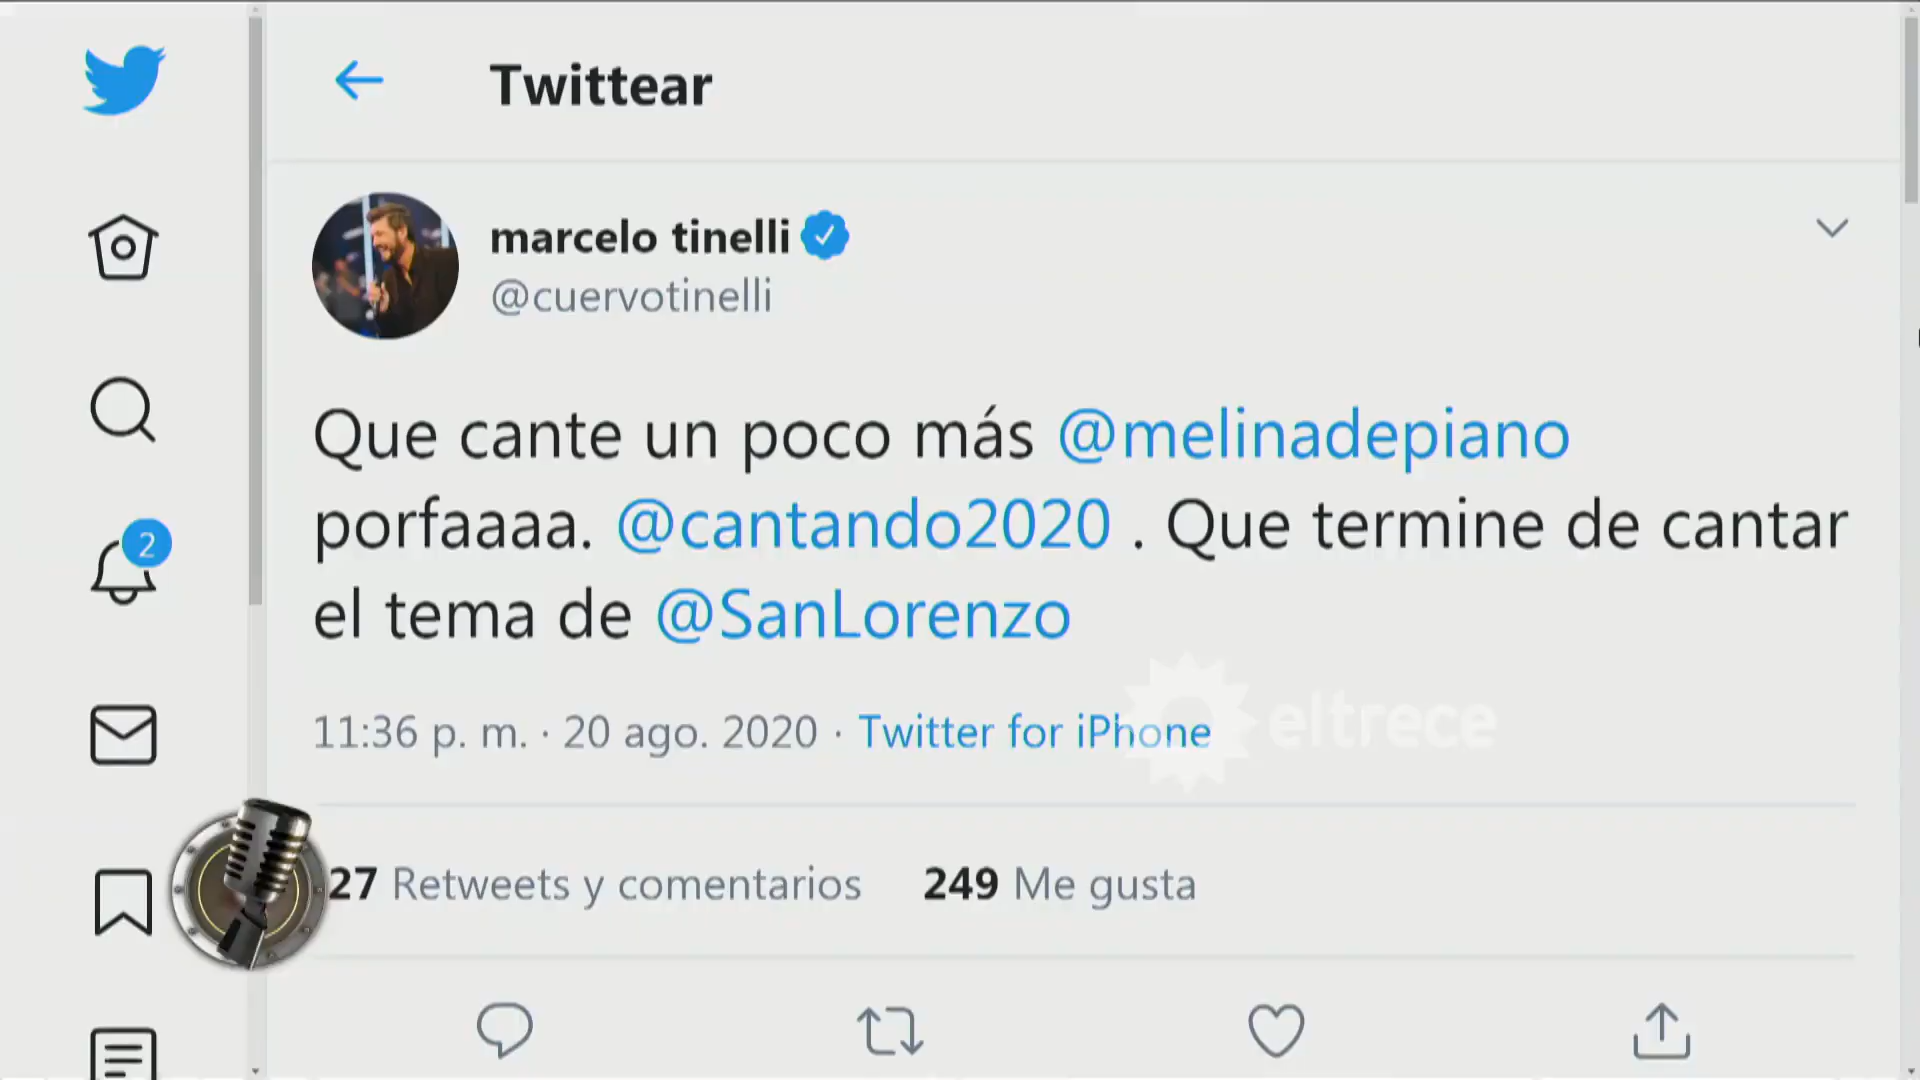 Twittear
marcelo tinelli
@cuervotinelli
Que cante un poco más @melinadepiano
porfaaaa. @cantando2020 . Que termine de cantar
el tema de @SanLorenzo
2
11:36 p. m. · 20 ago. 2020 · Twitter for iPhone
eltrece
27 Retweets y comentarios 249 Me gusta